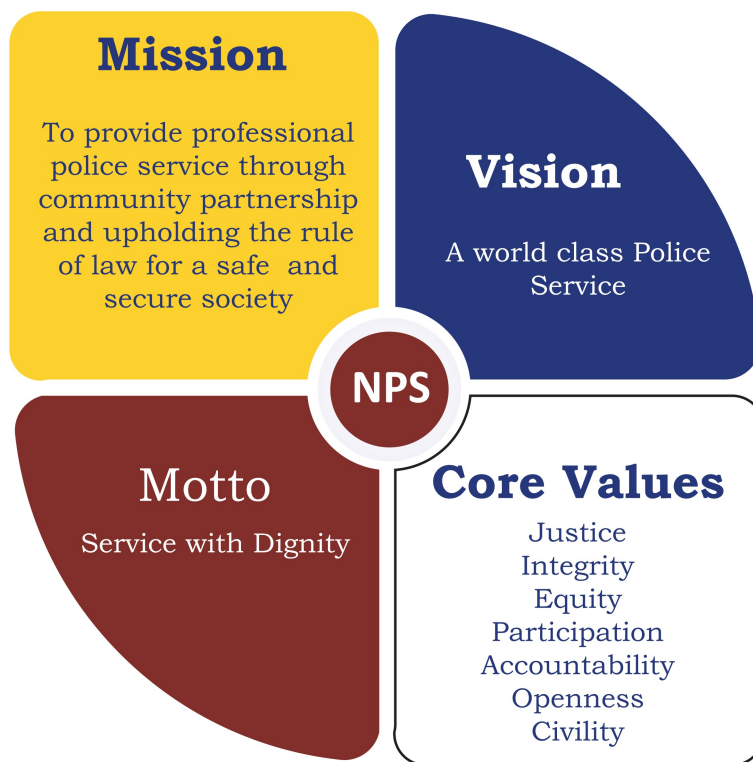 Mission
To provide professional
police service through
community partnership
and upholding the rule
of law for a safe and
secure society
Vision
A world class Police
Service
NPS
Motto
Service with Dignity
Core Values
Justice
Integrity
Equity
Participation
Accountability
Openness
Civility